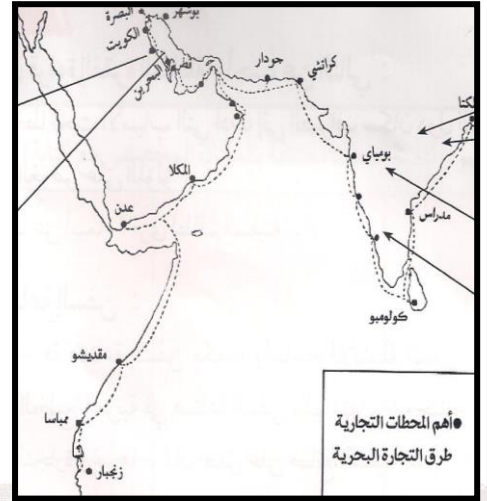 بوشهر
البصرة
الكويت
قطر
البحرين
جودار
كراتشي
كلكتا
بومباي
المكلا
عدن
مدراس
كولومبو
مقديشو
ممباسا
زنجبار
●أهم المحطات التجارية
طرق التجارة البحرية